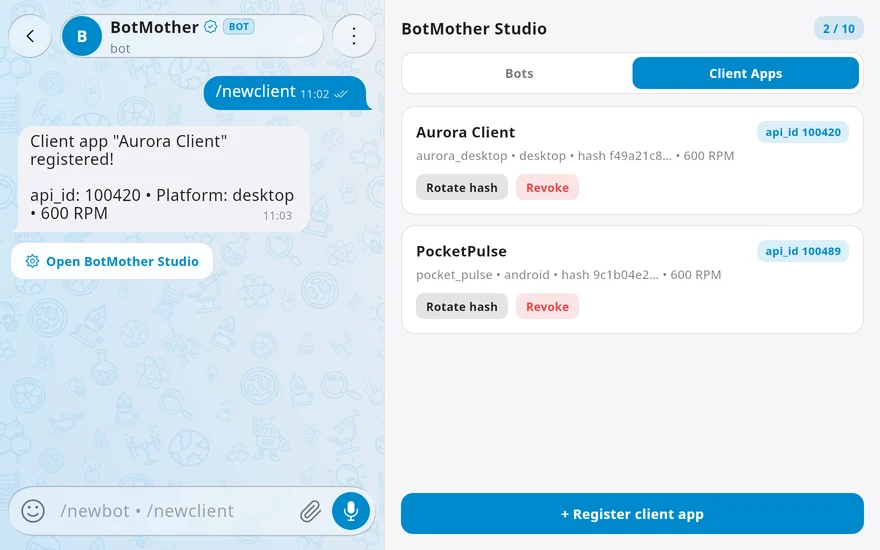 B
BotMother BOT
bot
/newclient 11:02
Client app "Aurora Client"
registered!
api_id: 100420 • Platform: desktop
• 600 RPM 11:03
Open BotMother Studio
/newbot • /newclient
BotMother Studio 2 / 10
Bots Client Apps
Aurora Client api_id 100420
aurora_desktop • desktop • hash f49a21c8… • 600 RPM
Rotate hash Revoke
PocketPulse api_id 100489
pocket_pulse • android • hash 9c1b04e2… • 600 RPM
Rotate hash Revoke
+ Register client app